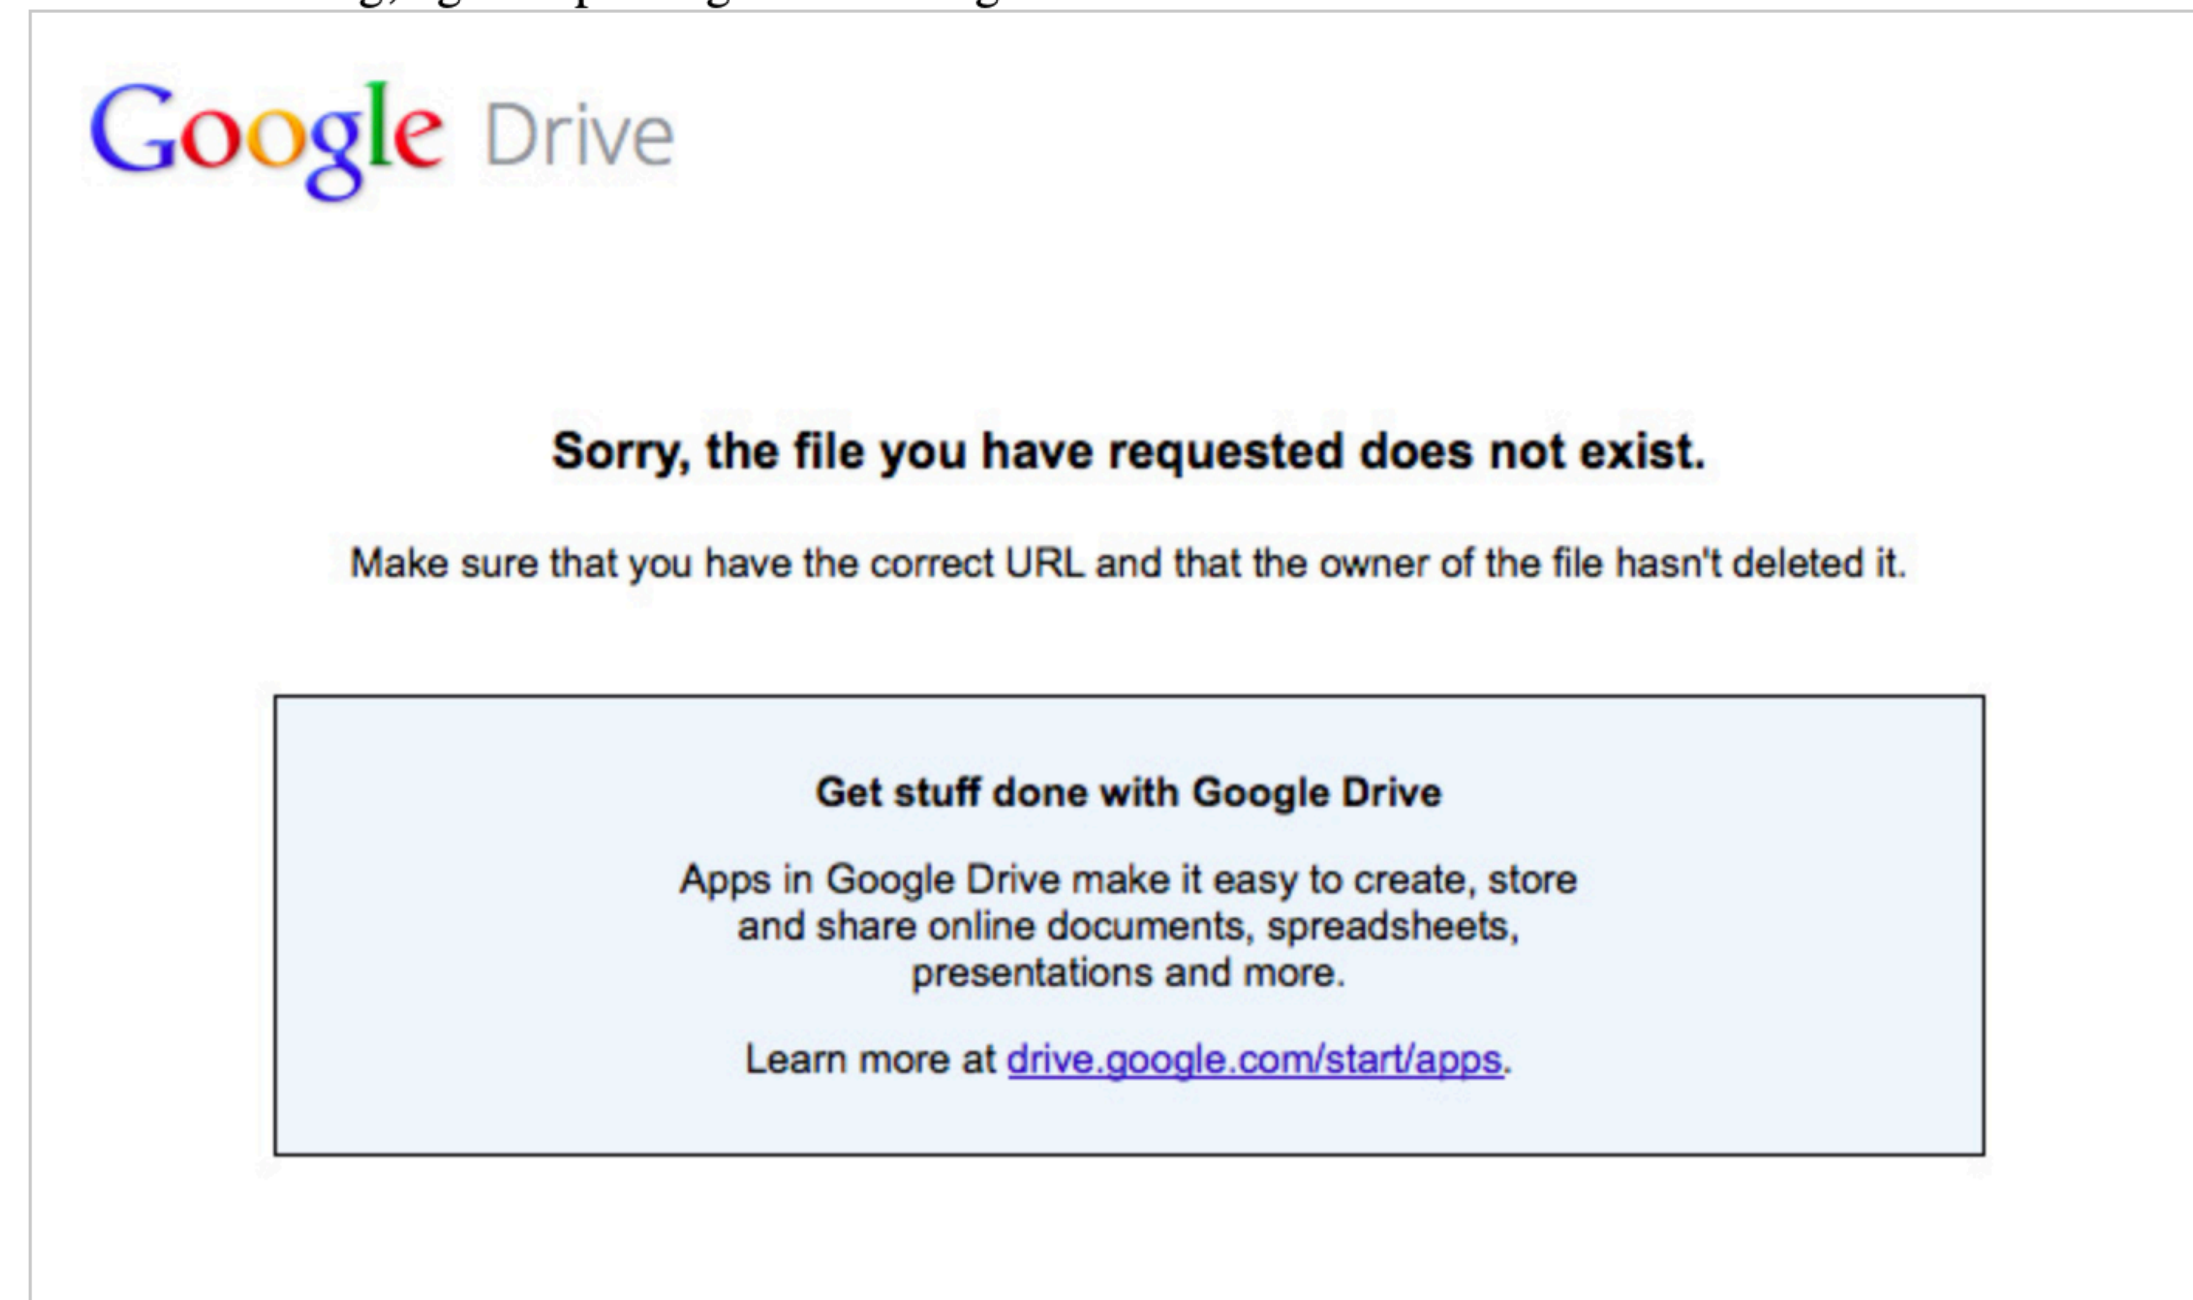 Google Drive
Sorry, the file you have requested does not exist.
Make sure that you have the correct URL and that the owner of the file hasn't deleted it.
Get stuff done with Google Drive
Apps in Google Drive make it easy to create, store
and share online documents, spreadsheets,
presentations and more.
Learn more at drive.google.com/start/apps.